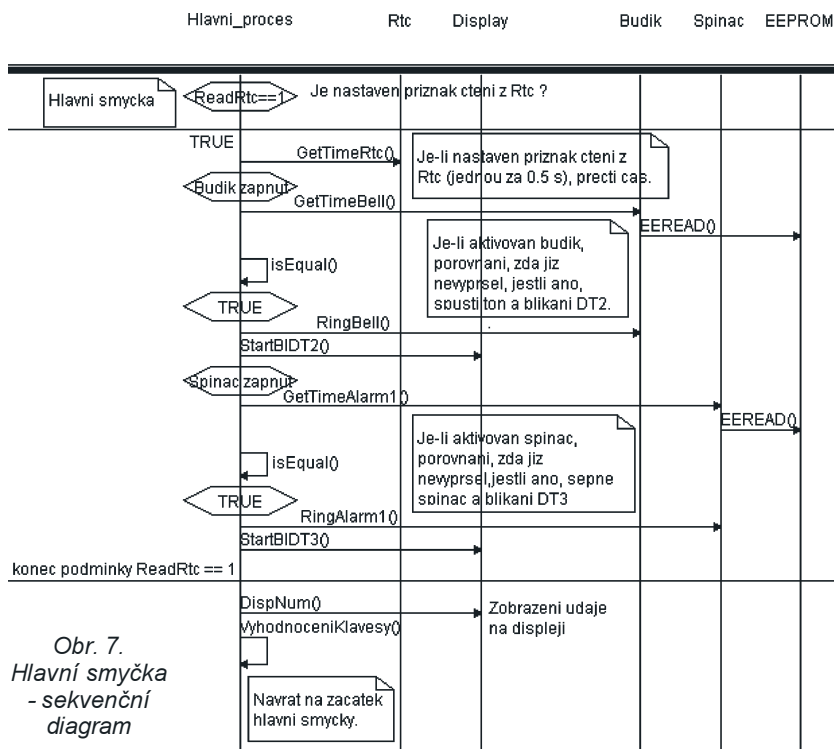 Hlavni_proces Rtc Display Budik Spinac EEPROM
Hlavni smycka
ReadRtc==1
Je nastaven priznak cteni z Rtc ?
TRUE
GetTimeRtc()
Je-li nastaven priznak cteni z
Rtc (jednou za 0.5 s), precti cas.
Budik zapnut
GetTimeBell()
EEREAD()
Je-li aktivovan budik,
porovnani, zda jiz
nevyprsel, jestli ano,
spusti ton a blikani DT2.
isEqual()
TRUE
RingBell()
StartBlDT2()
Spinac zapnut
GetTimeAlarm1()
EEREAD()
Je-li aktivovan spinac,
porovnani, zda jiz
nevyprsel,jestli ano, sepne
spinac a blikani DT3
isEqual()
TRUE
RingAlarm1()
StartBlDT3()
konec podminky ReadRtc == 1
DispNum()
Zobrazeni udaje
na displeji
VyhodnoceniKlavesy()
Navrat na zacatek
hlavni smycky.
Obr. 7.
Hlavní smyčka
- sekvenční
diagram